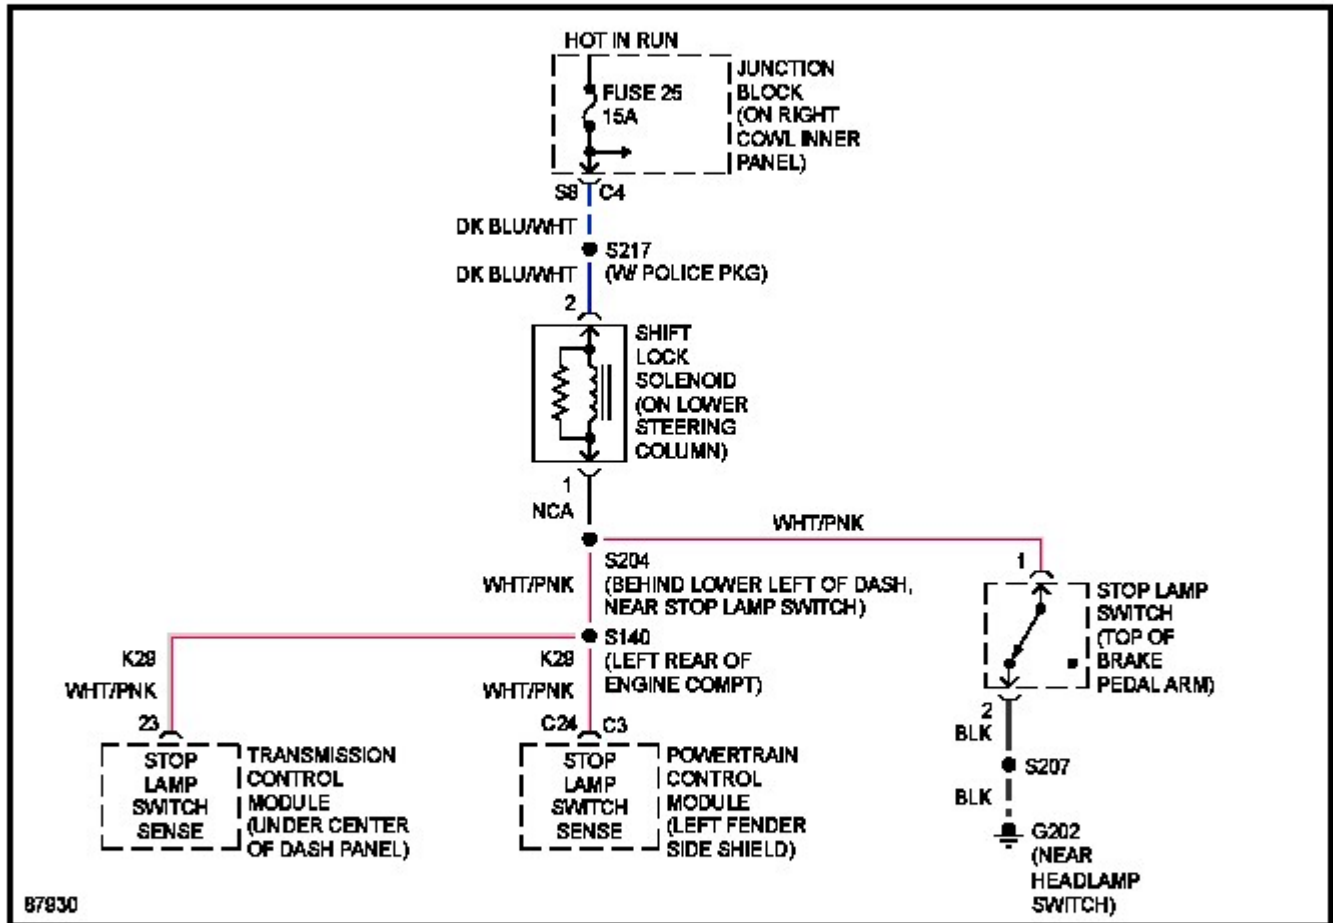 HOT IN RUN
FUSE 25
15A
JUNCTION
BLOCK
(ON RIGHT
COWL INNER
PANEL)
S8 C4
DK BLU/WHT
S217
(W/ POLICE PKG)
DK BLU/WHT
2
SHIFT
LOCK
SOLENOID
(ON LOWER
STEERING
COLUMN)
1
NCA
WHT/PNK
S204
(BEHIND LOWER LEFT OF DASH,
NEAR STOP LAMP SWITCH)
WHT/PNK
1
STOP LAMP
SWITCH
(TOP OF
BRAKE
PEDAL ARM)
2
BLK
S207
BLK
G202
(NEAR
HEADLAMP
SWITCH)
S140
(LEFT REAR OF
ENGINE COMPT)
K29
WHT/PNK
K29
WHT/PNK
23
STOP
LAMP
SWITCH
SENSE
TRANSMISSION
CONTROL
MODULE
(UNDER CENTER
OF DASH PANEL)
C24 C3
STOP
LAMP
SWITCH
SENSE
POWERTRAIN
CONTROL
MODULE
(LEFT FENDER
SIDE SHIELD)
87930